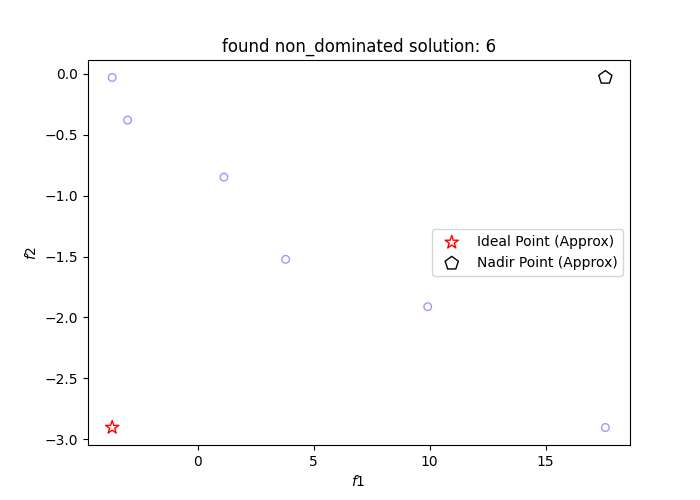 found non_dominated solution: 6
0.0
−0.5
−1.0
−1.5
−2.0
−2.5
−3.0
f2
Ideal Point (Approx)
Nadir Point (Approx)
0 5 10 15
f1